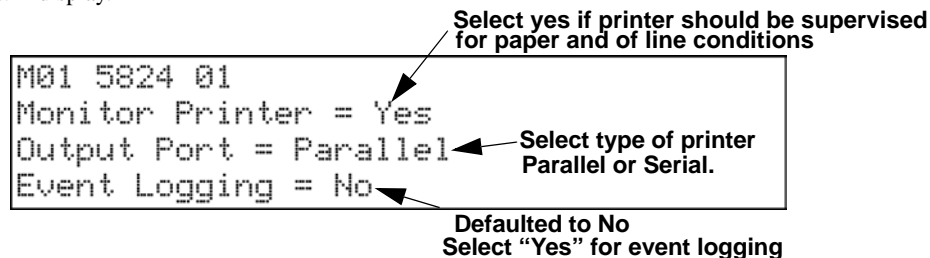 Select yes if printer should be supervised
for paper and of line conditions
M01 5824 01
Monitor Printer = Yes
Output Port = Parallel
Select type of printer
Parallel or Serial.
Event Logging = No
Defaulted to No
Select “Yes” for event logging